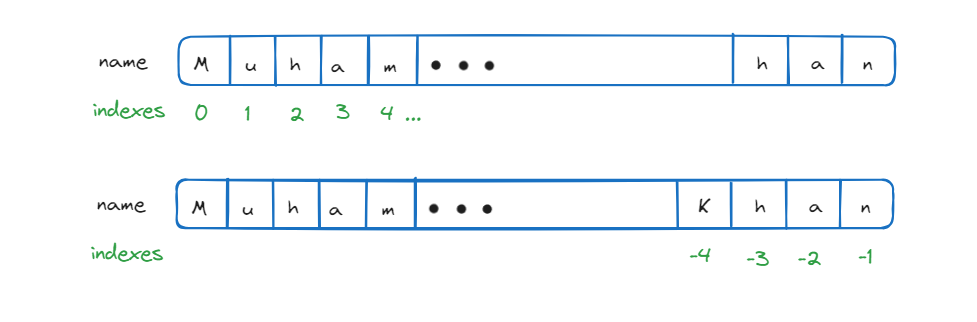 name M u h a m • • • h a n
indexes 0 1 2 3 4 ...
name M u h a m • • • K h a n
indexes -4 -3 -2 -1